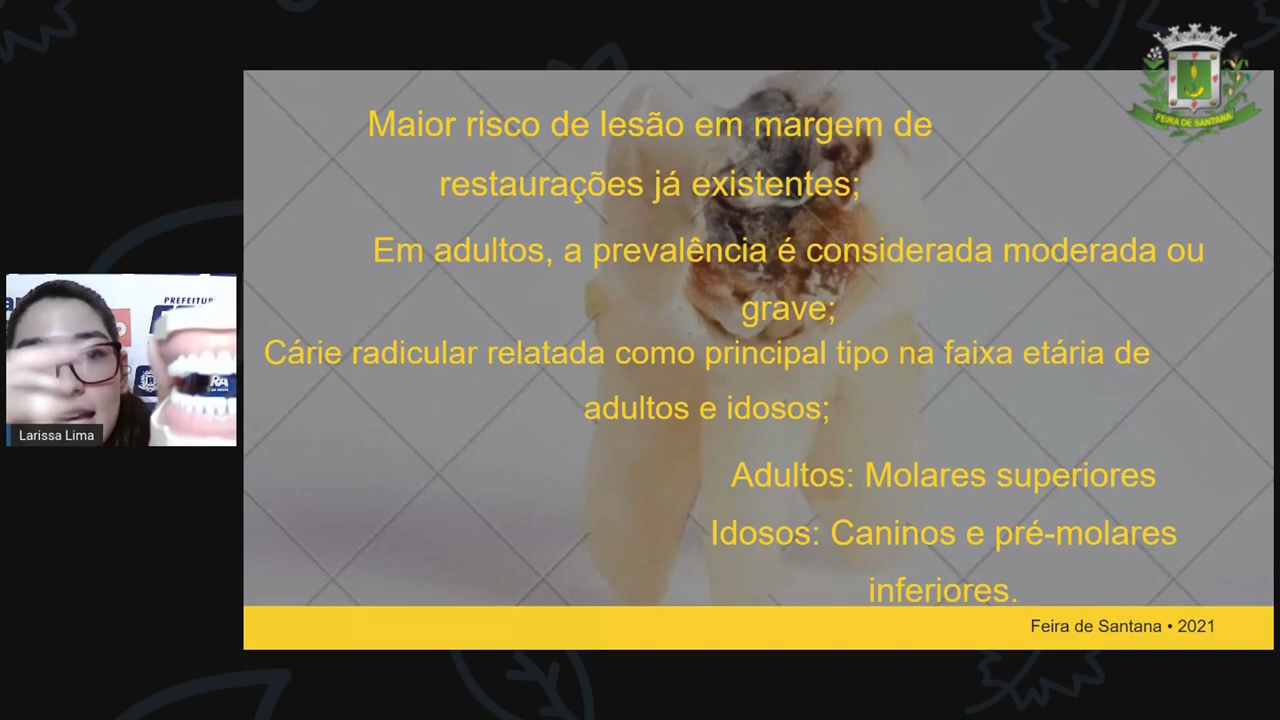 FEIRA DE SANTANA
Maior risco de lesão em margem de
restaurações já existentes;
Em adultos, a prevalência é considerada moderada ou
grave;
Cárie radicular relatada como principal tipo na faixa etária de
adultos e idosos;
Adultos: Molares superiores
Idosos: Caninos e pré-molares
inferiores.
Feira de Santana • 2021
PREFEITUR
RA
Larissa Lima